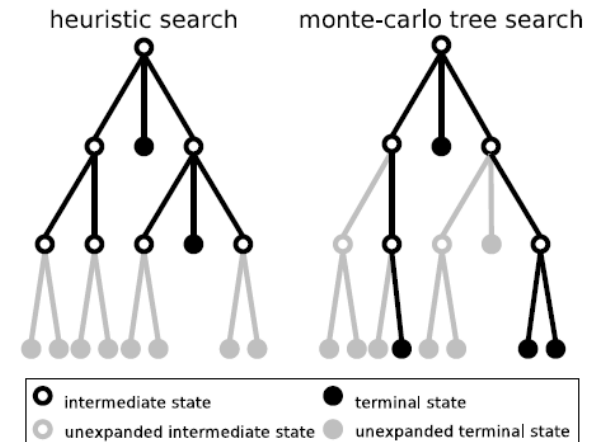 heuristic search
monte-carlo tree search
intermediate state
terminal state
unexpanded intermediate state
unexpanded terminal state